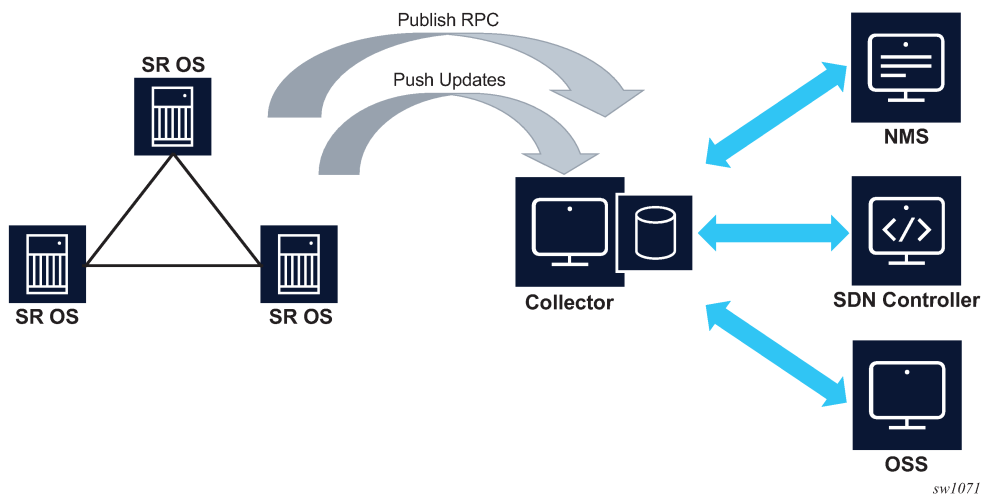 Publish RPC
Push Updates
SR OS
SR OS
SR OS
Collector
NMS
</>
SDN Controller
OSS
sw1071